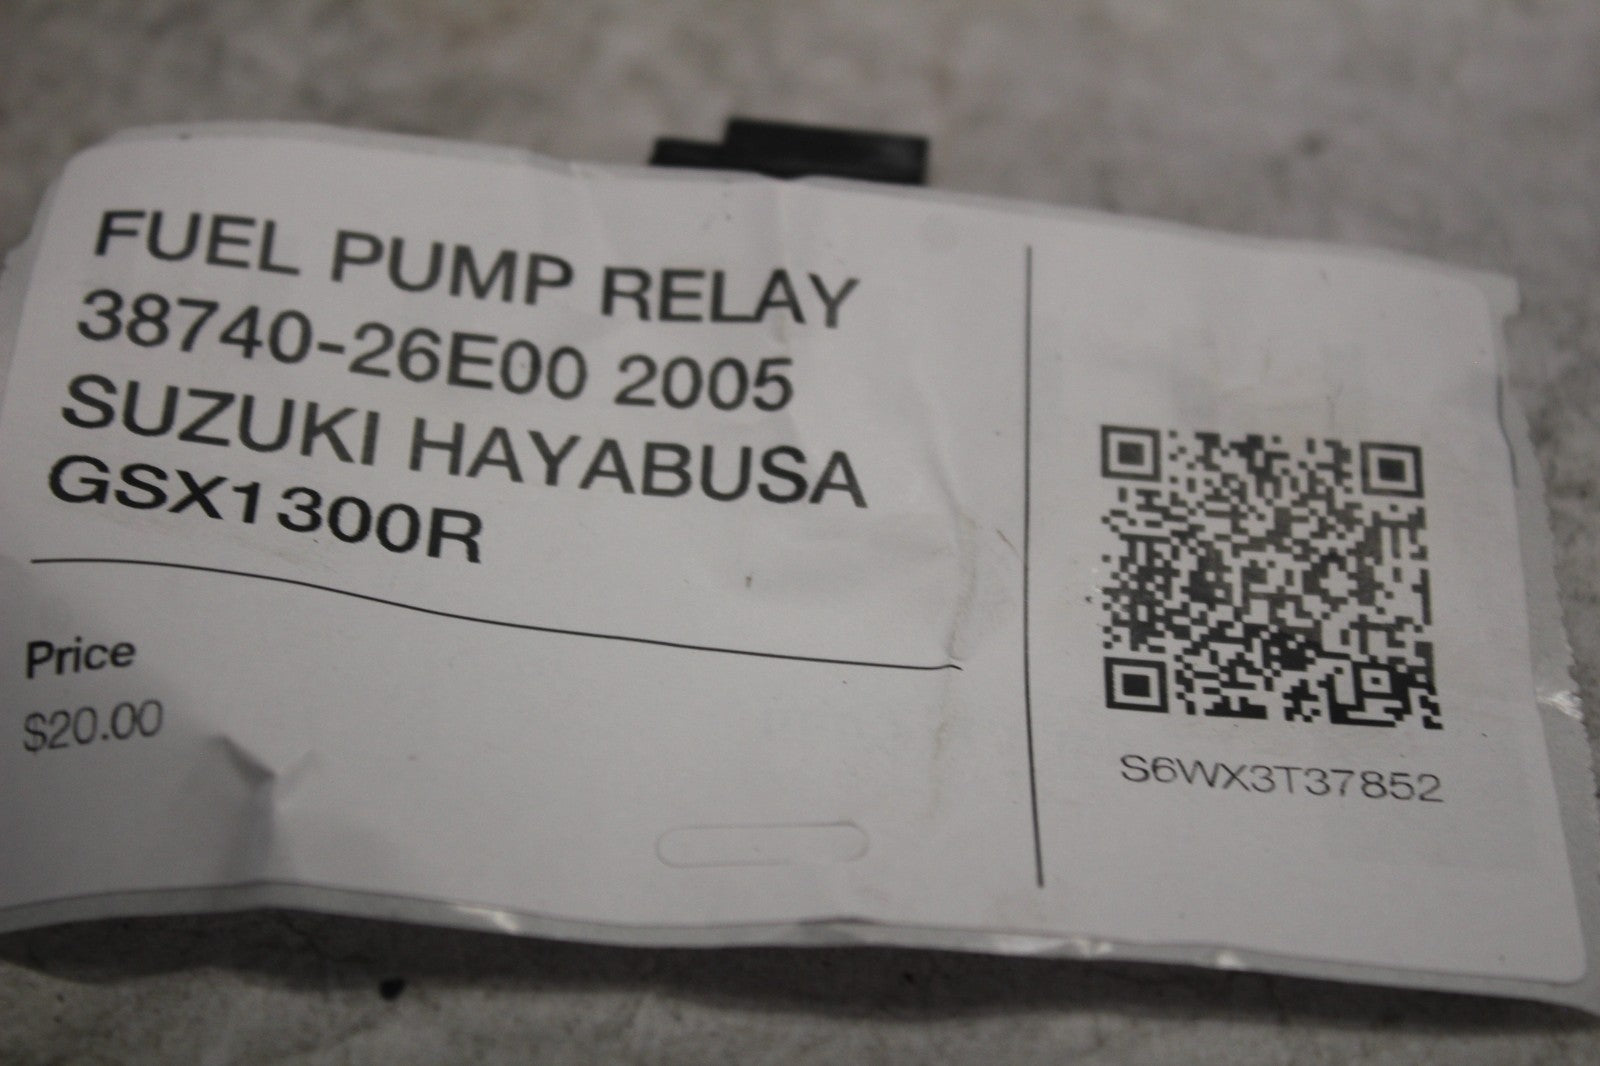 FUEL PUMP RELAY
38740-26E00 2005
SUZUKI HAYABUSA
GSX1300R
Price
$20.00
S6WX3T37852